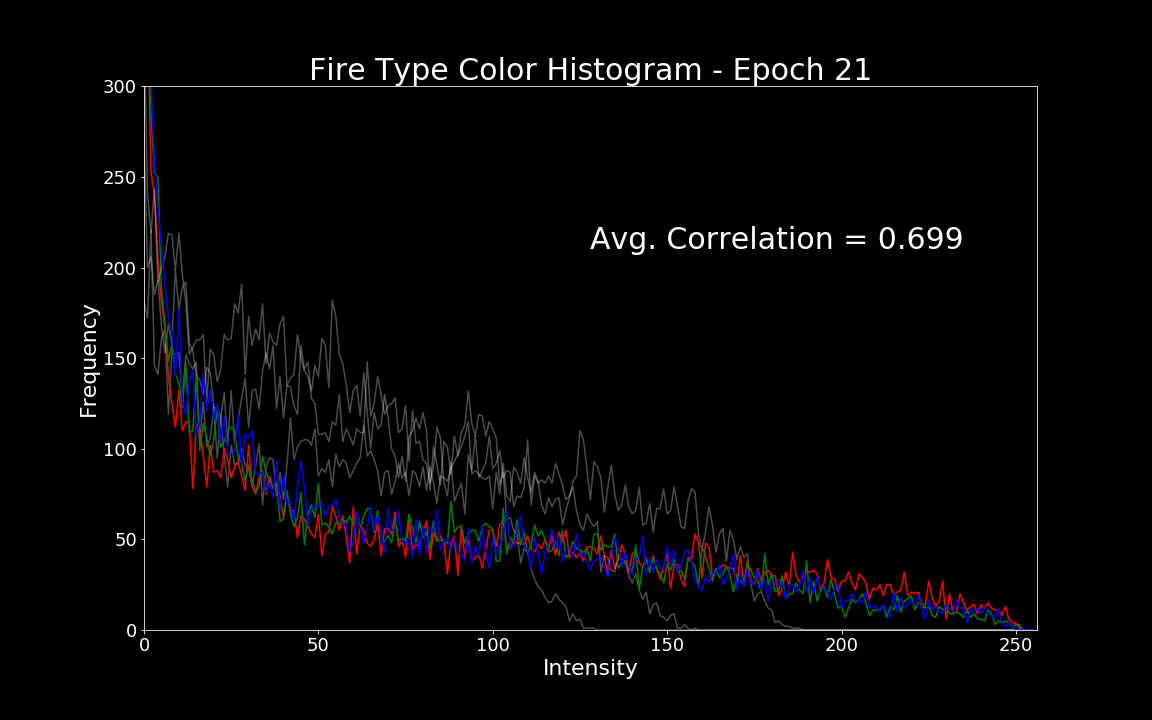 Fire Type Color Histogram - Epoch 21
300
250
200
150
100
50
0
Frequency
Avg. Correlation = 0.699
0 50 100 150 200 250
Intensity